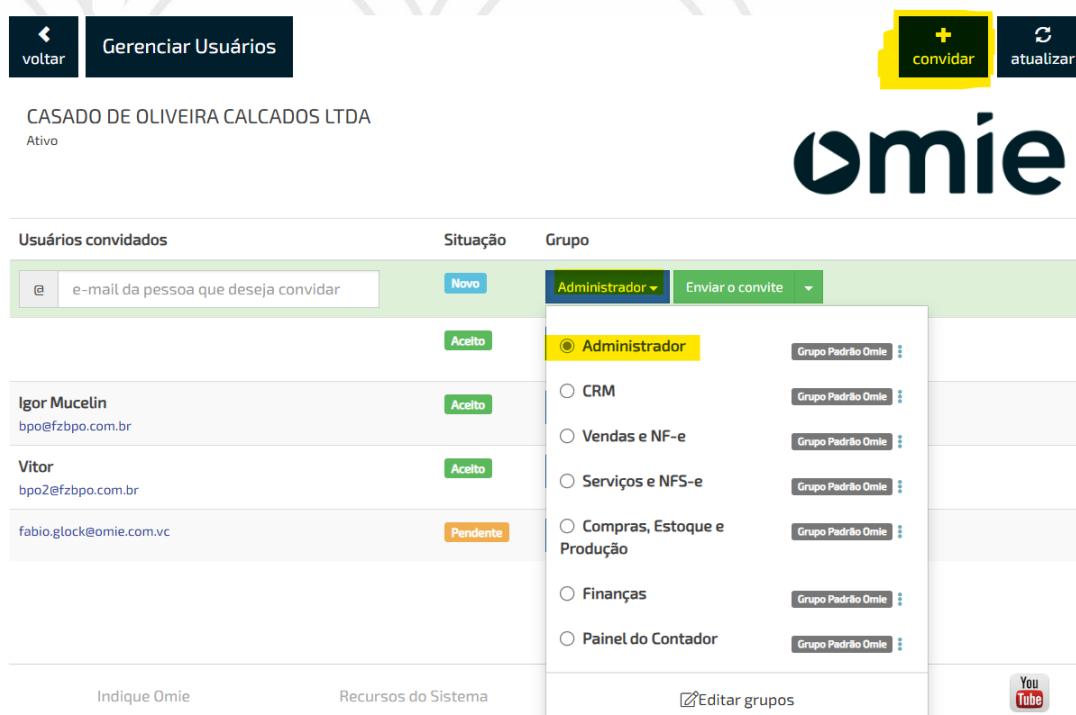 voltar
Gerenciar Usuários
convidar
atualizar
CASADO DE OLIVEIRA CALCADOS LTDA
Ativo
omie
Usuários convidados
Situação
Grupo
@
e-mail da pessoa que deseja convidar
Novo
Administrador
Enviar o convite
Aceito
Administrador
Grupo Padrão Omie
Igor Mucelin
bpo@fzbpo.com.br
Aceito
CRM
Grupo Padrão Omie
Vendas e NF-e
Grupo Padrão Omie
Vitor
bpo2@fzbpo.com.br
Aceito
Serviços e NFS-e
Grupo Padrão Omie
fabio.glock@omie.com.vc
Pendente
Compras, Estoque e
Produção
Grupo Padrão Omie
Finanças
Grupo Padrão Omie
Painel do Contador
Grupo Padrão Omie
Editar grupos
Indique Omie
Recursos do Sistema
You
Tube